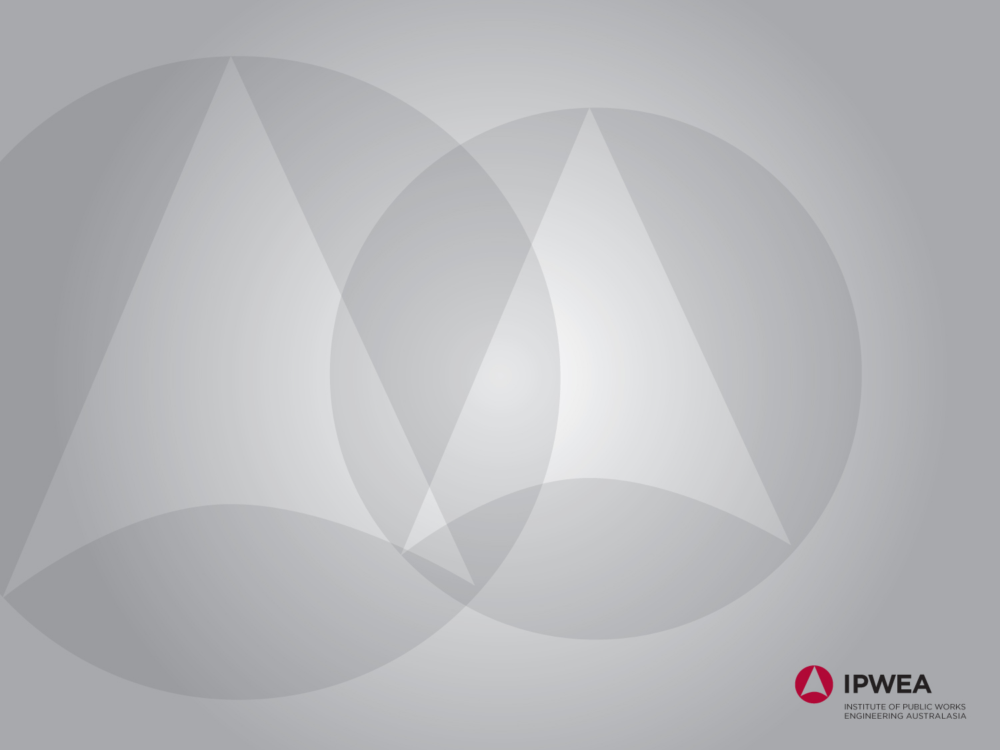 IPWEA
INSTITUTE OF PUBLIC WORKS
ENGINEERING AUSTRALASIA